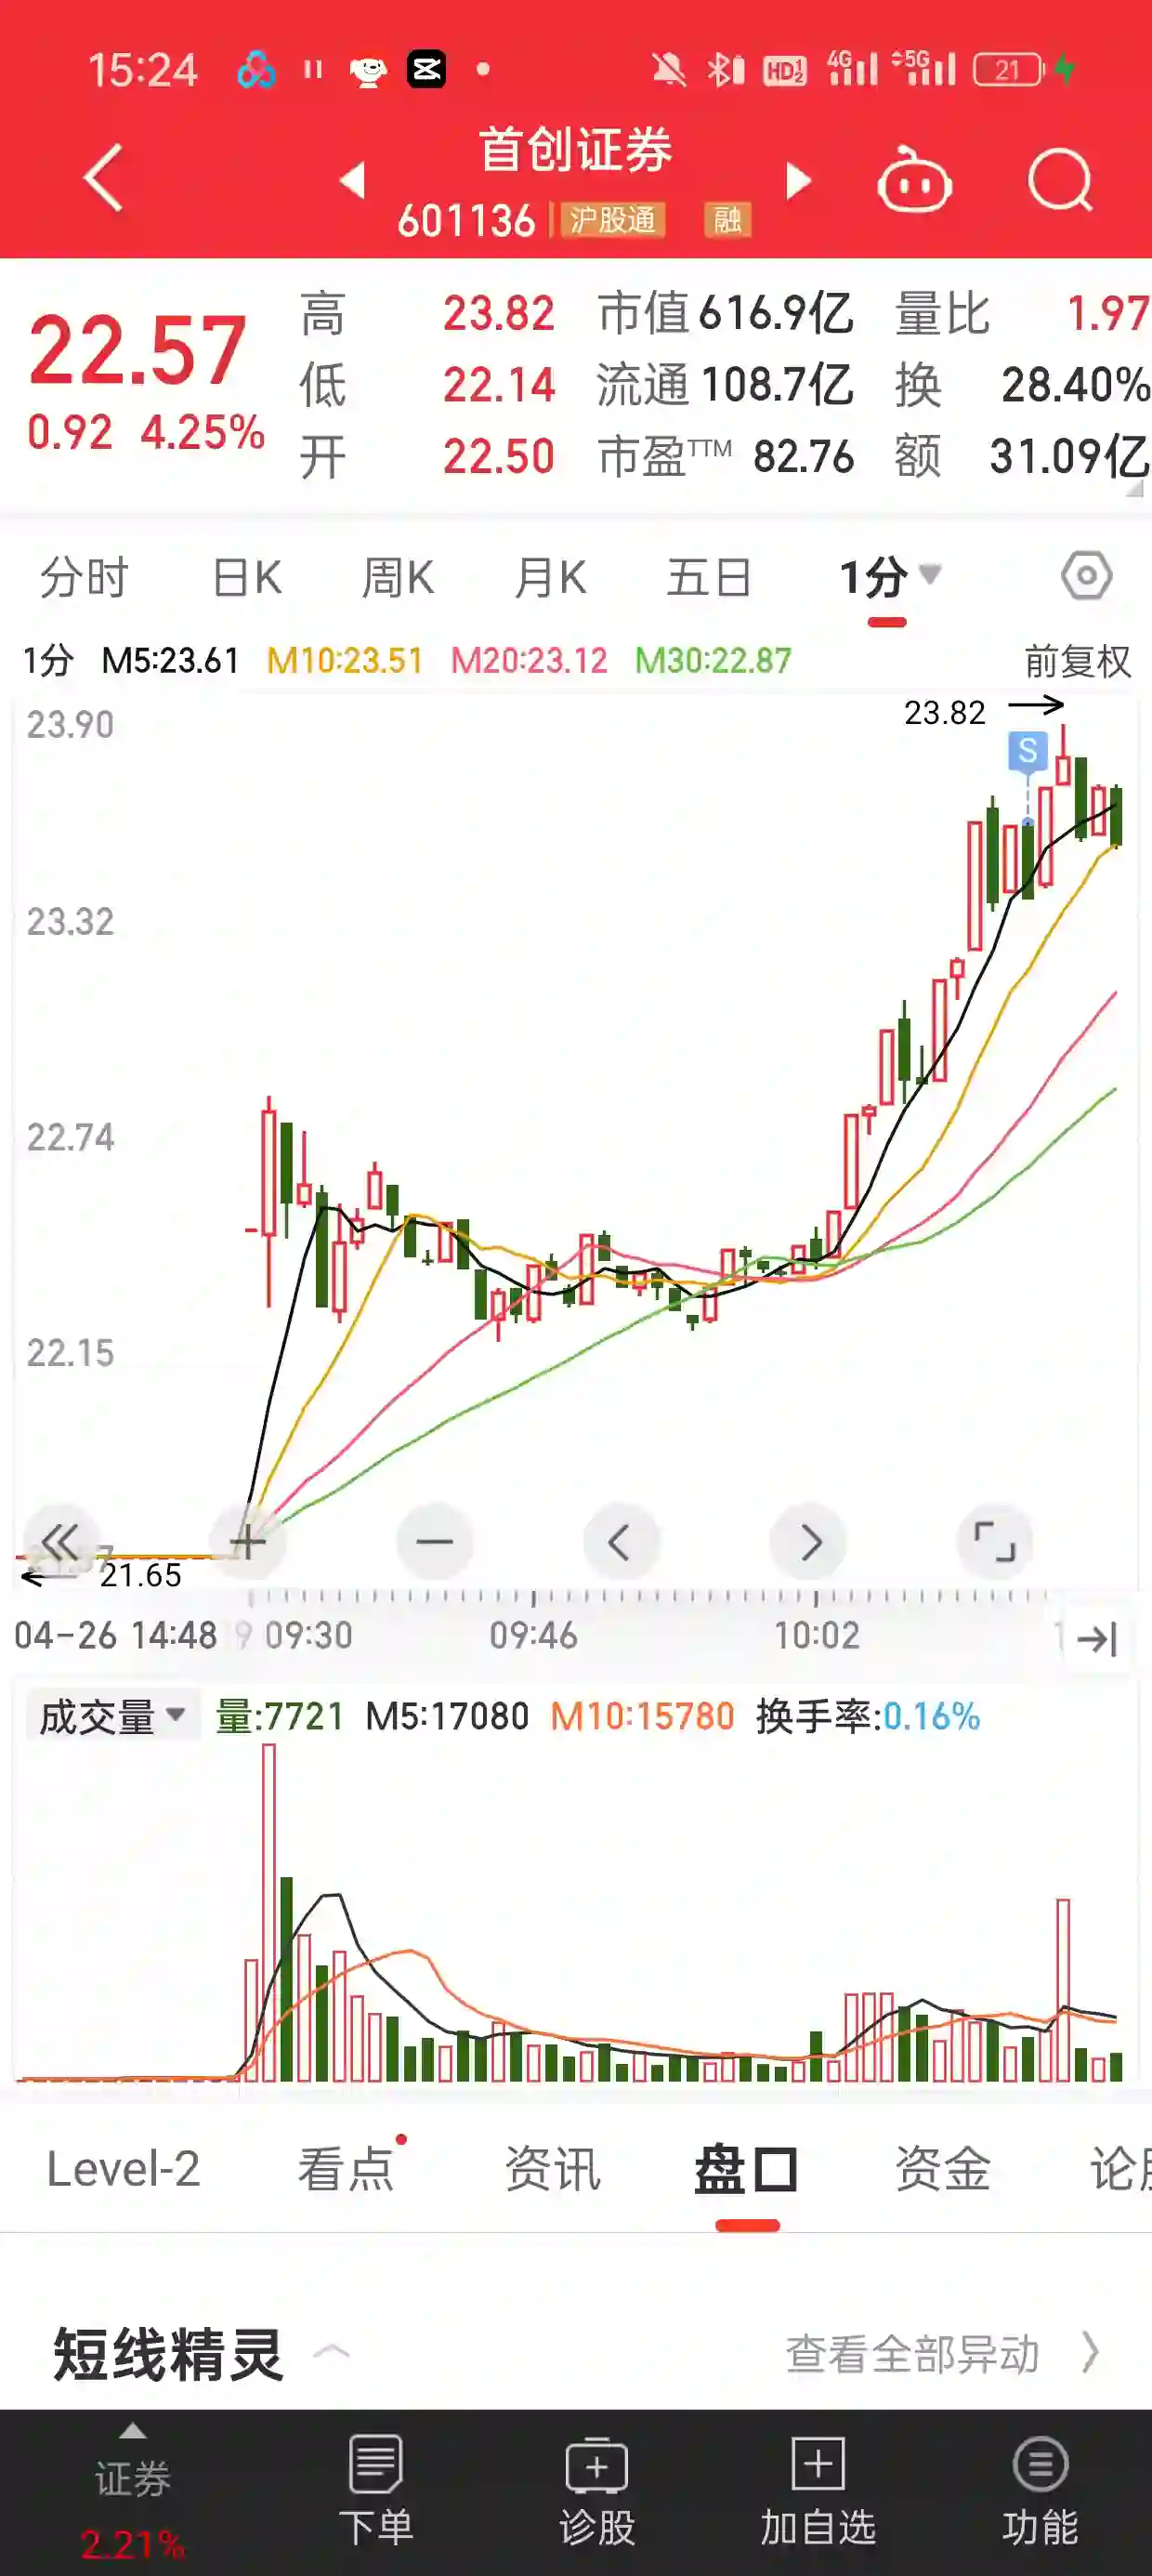 15:24 HD1 2 4G 5G 21
首创证券
601136 沪股通 融
22.57
0.92 4.25%
高 23.82 市值 616.9亿 量比 1.97
低 22.14 流通 108.7亿 换 28.40%
开 22.50 市盈TTM 82.76 额 31.09亿
分时 日K 周K 月K 五日 1分
1分 M5:23.61 M10:23.51 M20:23.12 M30:22.87 前复权
23.90
23.82
S
23.32
22.74
22.15
21.65
04-26 14:48 9 09:30 09:46 10:02
成交量 量:7721 M5:17080 M10:15780 换手率:0.16%
Level-2 看点 资讯 盘口 资金 论
短线精灵 查看全部异动
证券 下单 诊股 加自选 功能
2.21%